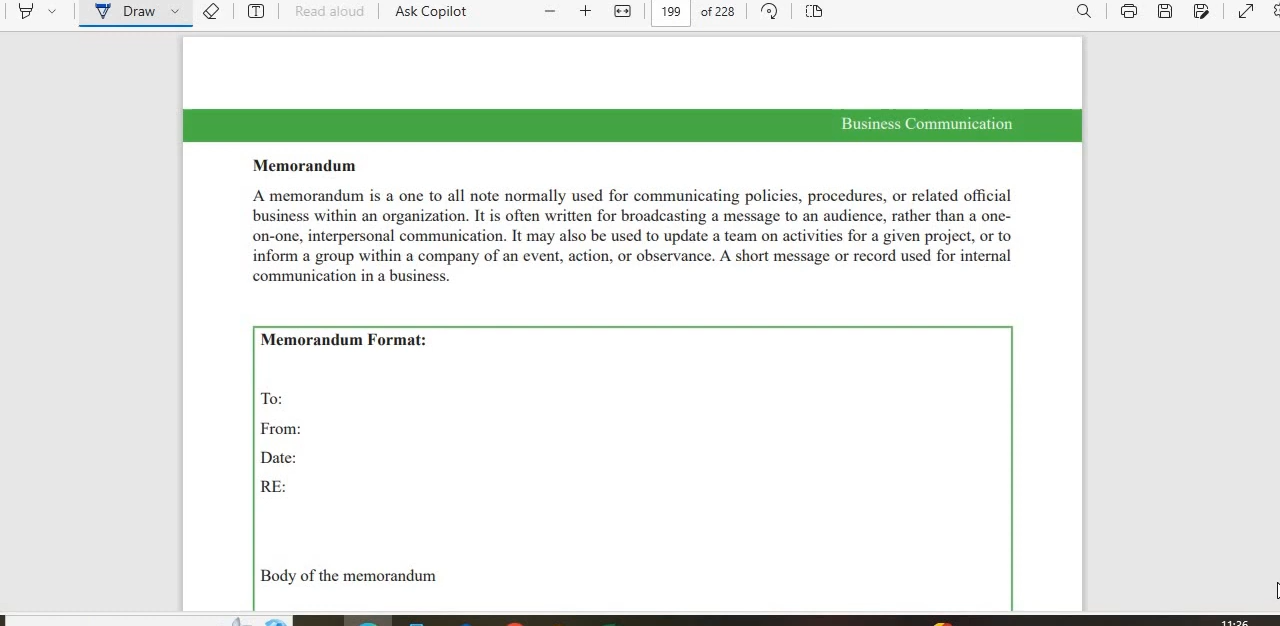 Draw
Read aloud
Ask Copilot
199
of 228
Business Communication
Memorandum
A memorandum is a one to all note normally used for communicating policies, procedures, or related official
business within an organization. It is often written for broadcasting a message to an audience, rather than a one-
on-one, interpersonal communication. It may also be used to update a team on activities for a given project, or to
inform a group within a company of an event, action, or observance. A short message or record used for internal
communication in a business.
Memorandum Format:
To:
From:
Date:
RE:
Body of the memorandum